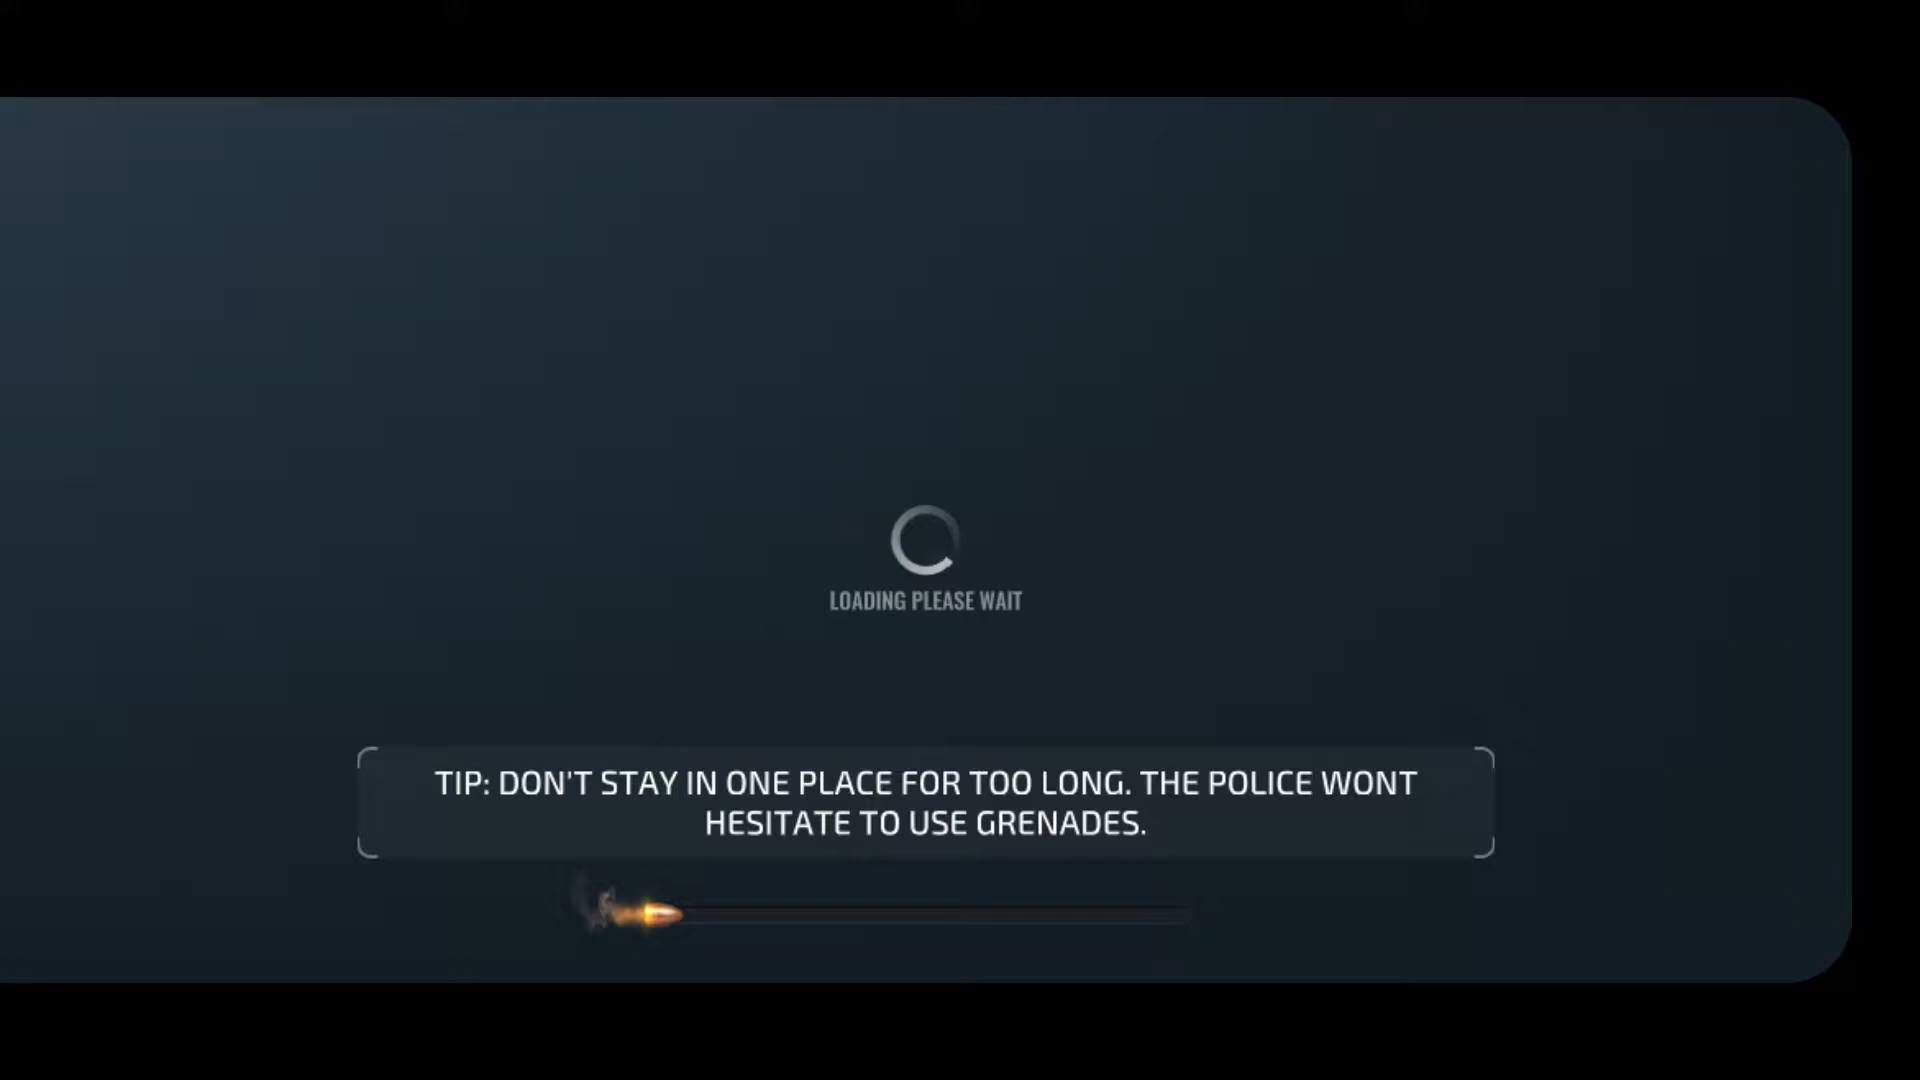 LOADING PLEASE WAIT
TIP: DON'T STAY IN ONE PLACE FOR TOO LONG. THE POLICE WONT
HESITATE TO USE GRENADES.